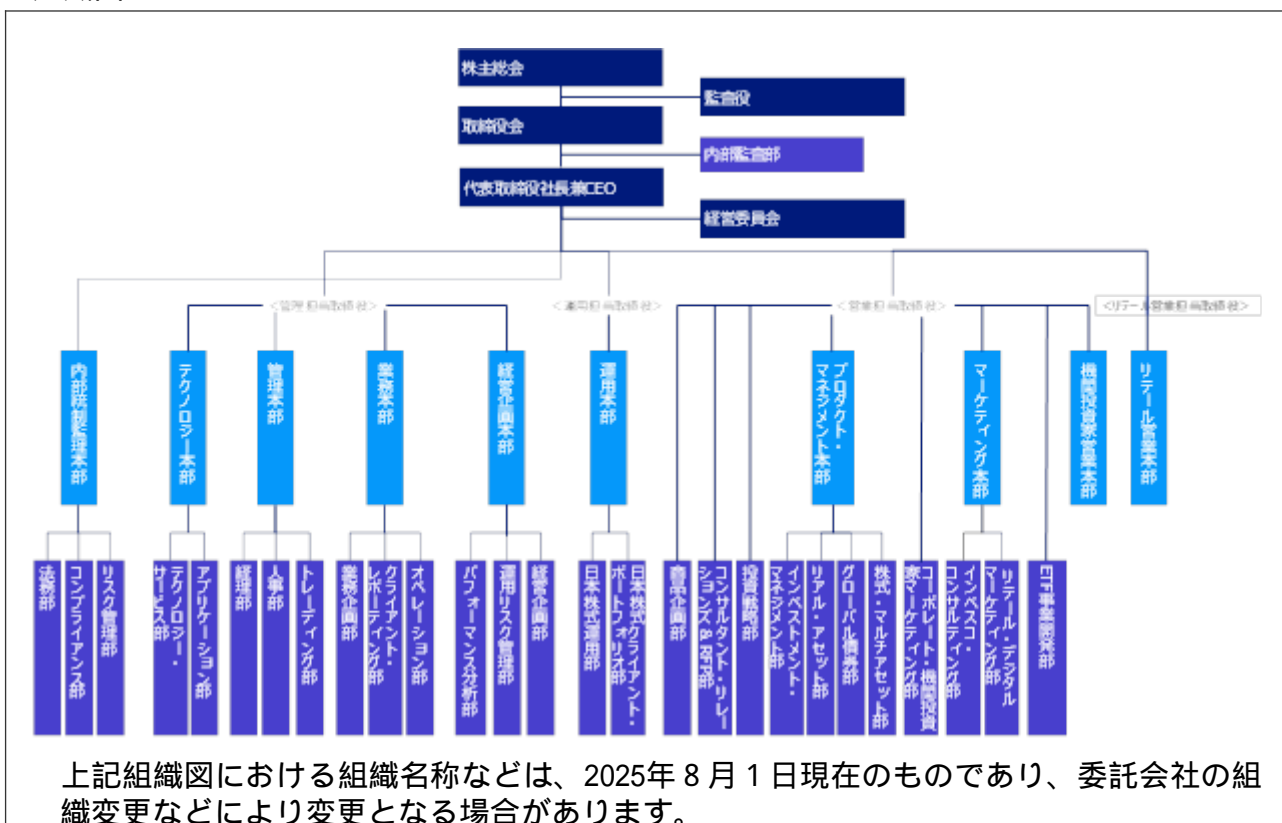 株主総会
監査役
取締役会
内部監査部
代表取締役社長兼CEO
経営委員会
<管理担当取締役>
<運用担当取締役>
<営業担当取締役>
<リテール営業担当取締役>
内部統制監理本部
テクノロジー本部
管理本部
業務本部
経営企画本部
運用本部
プロダクト・
マネジメント本部
マーケティング本部
機関投資家営業本部
リテール営業本部
法務部
コンプライアンス部
リスク管理部
テクノロジー・
サービス部
アプリケーション部
経理部
人事部
トレーディング部
業務企画部
クライアント・
レポーティング部
オペレーション部
パフォーマンス分析部
運用リスク管理部
経営企画部
日本株式運用部
日本株式クライアント・
ポートフォリオ部
商品企画部
コンサルタント・リレー
ションズ & RFP部
投資戦略部
インベストメント・
マネジメント部
リアル・アセット部
グローバル債券部
株式・マルチアセット部
コーポレート・機関投資
家マーケティング部
インベスコ・
コンサルティング部
リテール・デジタル
マーケティング部
ETF事業開発部
上記組織図における組織名称などは、2025年8月1日現在のものであり、委託会社の組
織変更などにより変更となる場合があります。